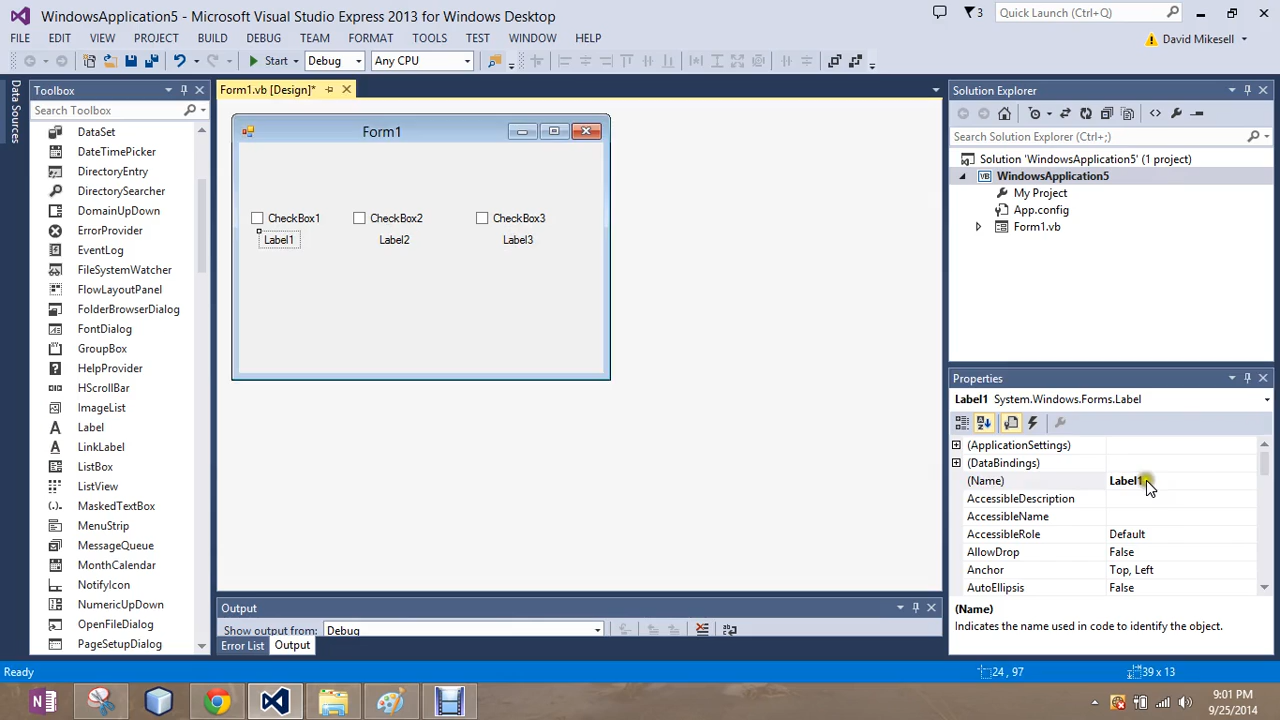 WindowsApplication5 - Microsoft Visual Studio Express 2013 for Windows Desktop
3
Quick Launch (Ctrl+Q)
FILE EDIT VIEW PROJECT BUILD DEBUG TEAM FORMAT TOOLS TEST WINDOW HELP
David Mikesell
Start Debug Any CPU
Data Sources
Toolbox
Search Toolbox
DataSet
DateTimePicker
DirectoryEntry
DirectorySearcher
DomainUpDown
ErrorProvider
EventLog
FileSystemWatcher
FlowLayoutPanel
FolderBrowserDialog
FontDialog
GroupBox
HelpProvider
HScrollBar
ImageList
Label
LinkLabel
ListBox
ListView
MaskedTextBox
MenuStrip
MessageQueue
MonthCalendar
NotifyIcon
NumericUpDown
OpenFileDialog
PageSetupDialog
Form1.vb [Design]*
Form1
CheckBox1 CheckBox2 CheckBox3
Label1 Label2 Label3
Output
Show output from: Debug
Error List Output
Solution Explorer
Search Solution Explorer (Ctrl+;)
Solution 'WindowsApplication5' (1 project)
VB WindowsApplication5
My Project
App.config
Form1.vb
Properties
Label1 System.Windows.Forms.Label
(ApplicationSettings)
(DataBindings)
(Name) Label1
AccessibleDescription
AccessibleName
AccessibleRole Default
AllowDrop False
Anchor Top, Left
AutoEllipsis False
(Name)
Indicates the name used in code to identify the object.
Ready
24 , 97
39 x 13
9:01 PM
9/25/2014